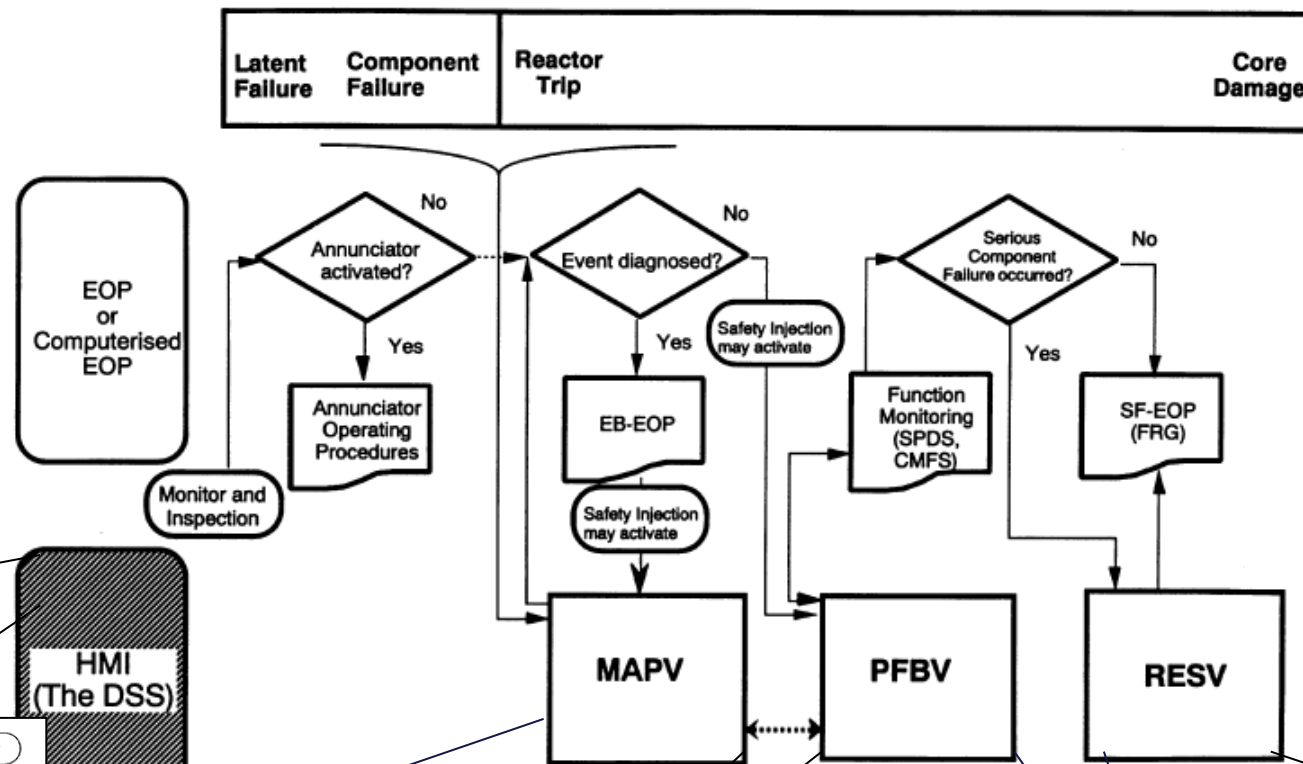 Latent
Failure
Component
Failure
Reactor
Trip
Core
Damage
EOP
or
Computerised
EOP
Annunciator
activated?
No
Yes
Annunciator
Operating
Procedures
Monitor and
Inspection
Event diagnosed?
No
Yes
EB-EOP
Safety Injection
may activate
Safety Injection
may activate
Serious
Component
Failure occurred?
No
Yes
Function
Monitoring
(SPDS,
CMFS)
SF-EOP
(FRG)
HMI
(The DSS)
MAPV
PFBV
RESV